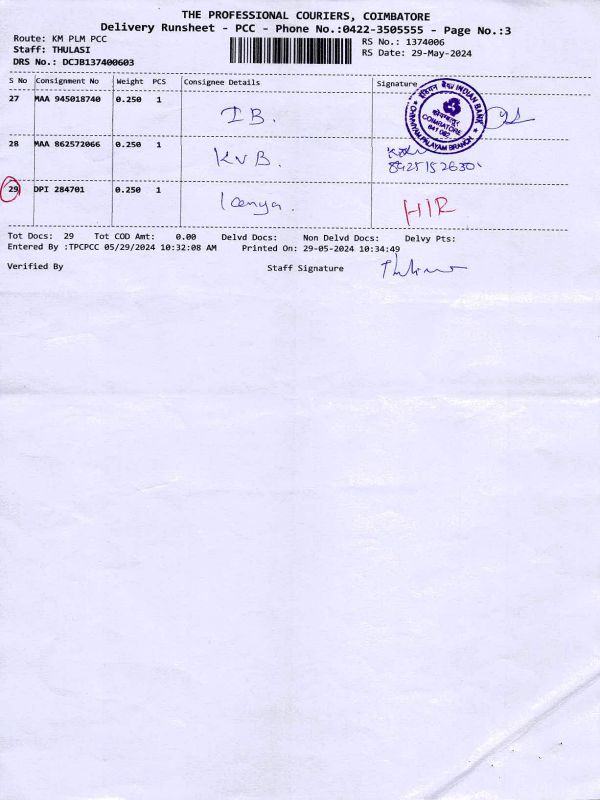 THE PROFESSIONAL COURIERS, COIMBATORE
Delivery Runsheet - PCC - Phone No.:0422-3505555 - Page No.:3
Route: KM PLM PCC
RS No.: 1374006
Staff: THULASI
RS Date: 29-May-2024
DRS No.: DCJB137400603
S No Consignment No Weight PCS Consignee Details Signature
27 MAA 945018740 0.250 1 I B.
INDIAN BANK
COIMBATORE
28 MAA 862572066 0.250 1 KVB.
8925152630
29 DPI 284701 0.250 1 HIR
Tot Docs: 29 Tot COD Amt: 0.00 Delvd Docs: Non Delvd Docs: Delvy Pts:
Entered By :TPCPCC 05/29/2024 10:32:08 AM Printed On: 29-05-2024 10:34:49
Verified By Staff Signature